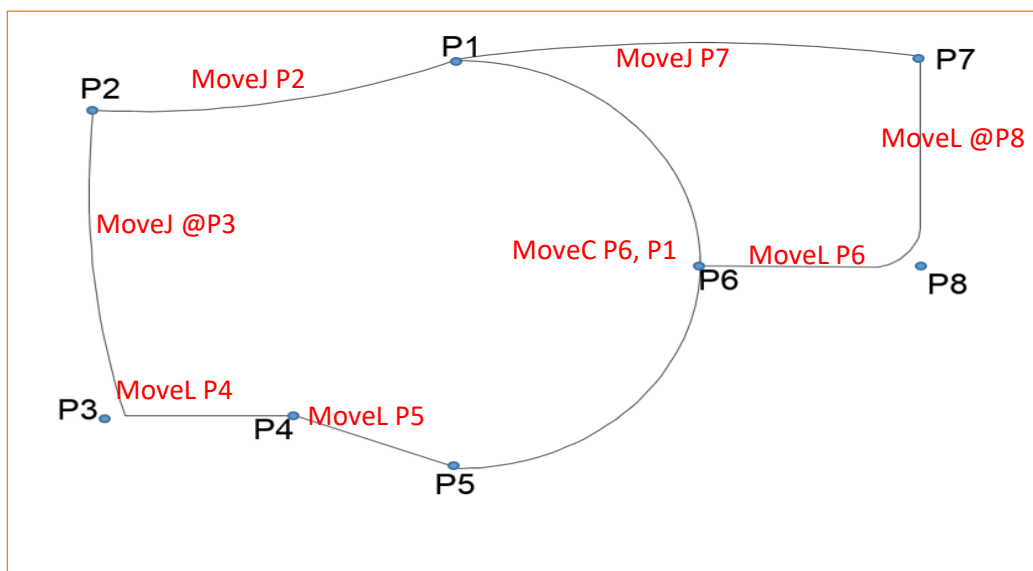 P1
MoveJ P7
P7
MoveJ P2
P2
MoveL @P8
MoveJ @P3
MoveC P6, P1
MoveL P6
P6
P8
MoveL P4
P3
MoveL P5
P4
P5